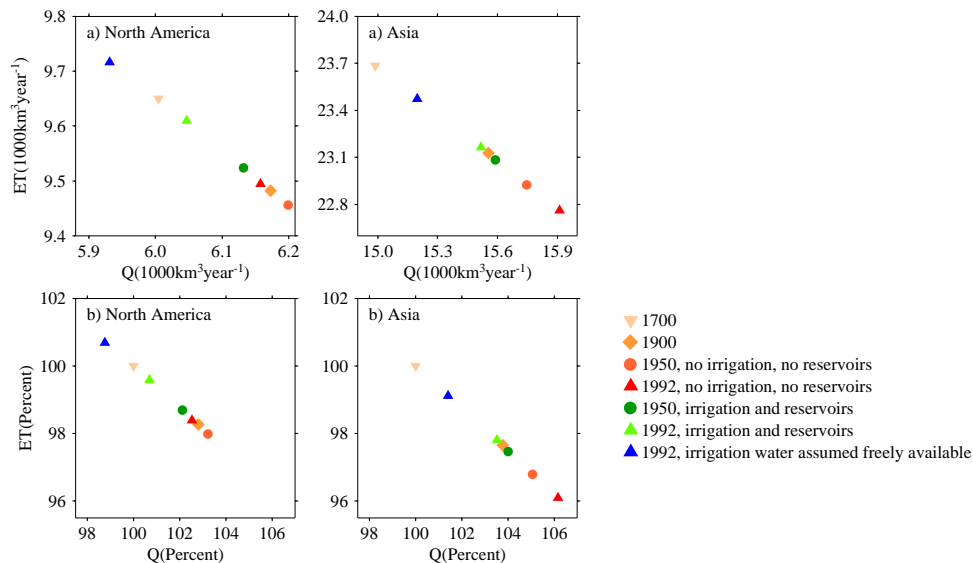 a) North America
9.8
9.7
9.6
9.5
9.4
ET(1000km³year⁻¹)
5.9 6.0 6.1 6.2
Q(1000km³year⁻¹)
a) Asia
23.7
23.4
23.1
22.8
15.0 15.3 15.6 15.9
Q(1000km³year⁻¹)
b) North America
102
100
98
96
ET(Percent)
98 100 102 104 106
Q(Percent)
b) Asia
102
100
98
96
98 100 102 104 106
Q(Percent)
1700
1900
1950, no irrigation, no reservoirs
1992, no irrigation, no reservoirs
1950, irrigation and reservoirs
1992, irrigation and reservoirs
1992, irrigation water assumed freely available